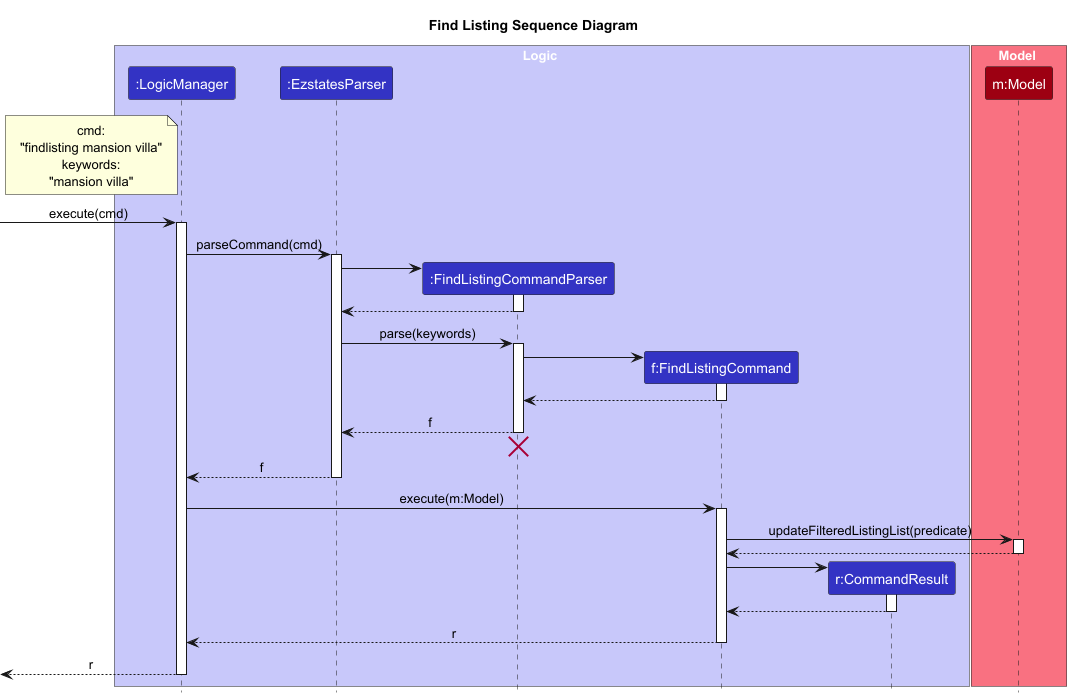 Find Listing Sequence Diagram
Logic
Model
:LogicManager
:EzstatesParser
m:Model
cmd:
"findlisting mansion villa"
keywords:
"mansion villa"
execute(cmd)
parseCommand(cmd)
:FindListingCommandParser
parse(keywords)
f:FindListingCommand
f
f
execute(m:Model)
updateFilteredListingList(predicate)
r:CommandResult
r
r